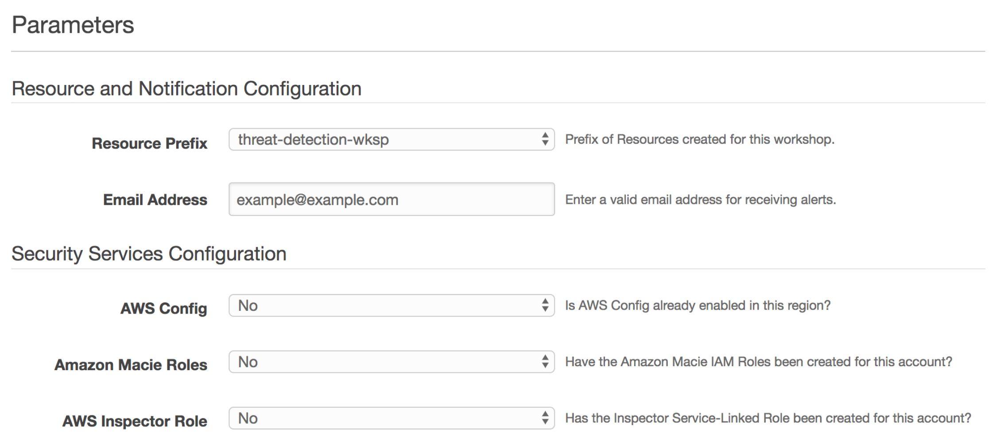 Parameters
Resource and Notification Configuration
Resource Prefix threat-detection-wksp Prefix of Resources created for this workshop.
Email Address example@example.com Enter a valid email address for receiving alerts.
Security Services Configuration
AWS Config No Is AWS Config already enabled in this region?
Amazon Macie Roles No Have the Amazon Macie IAM Roles been created for this account?
AWS Inspector Role No Has the Inspector Service-Linked Role been created for this account?